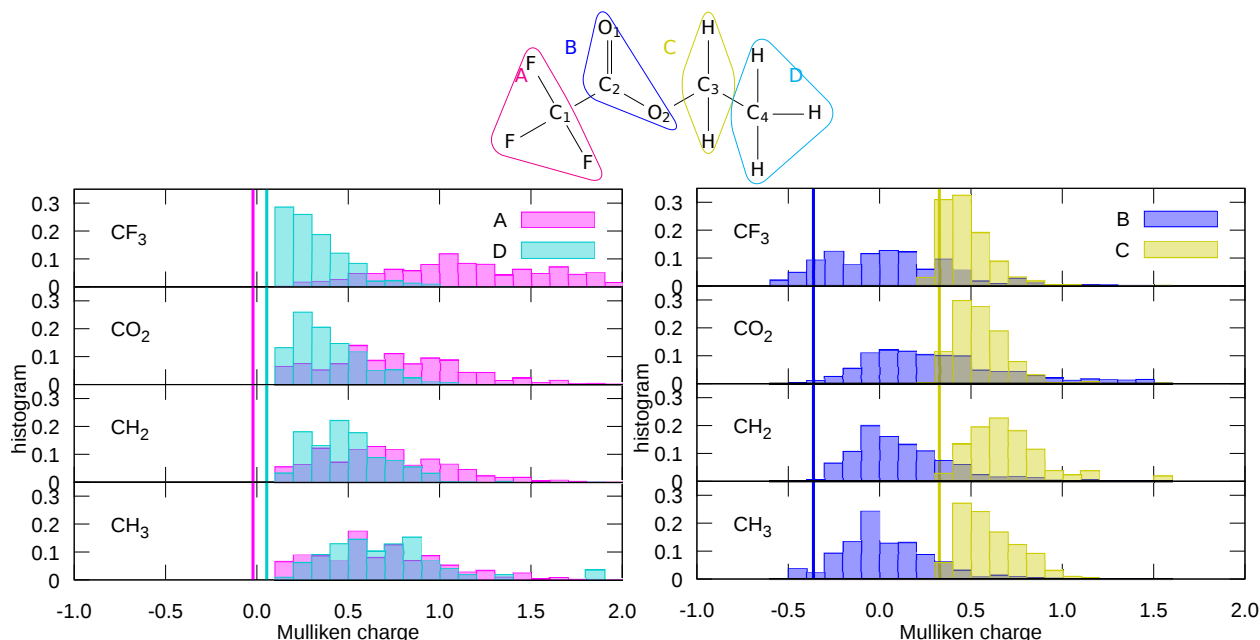 O1
H
H
B
C
F
A
D
C2
C3
H
C1
O2
C4
H
F
F
H
H
0.3
0.2
0.1
0
CF3
A
D
0.3
0.2
0.1
0
CO2
0.3
0.2
0.1
0
CH2
0.3
0.2
0.1
0
CH3
histogram
-1.0
-0.5
0.0
0.5
1.0
1.5
2.0
Mulliken charge
0.3
0.2
0.1
0
CF3
B
C
0.3
0.2
0.1
0
CO2
0.3
0.2
0.1
0
CH2
0.3
0.2
0.1
0
CH3
histogram
-1.0
-0.5
0.0
0.5
1.0
1.5
2.0
Mulliken charge